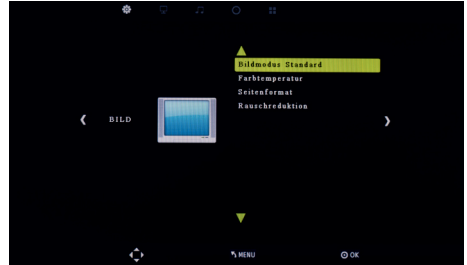 Bildmodus Standard
Farbtemperatur
Seitenformat
Rauschreduktion
BILD
MENU
OK